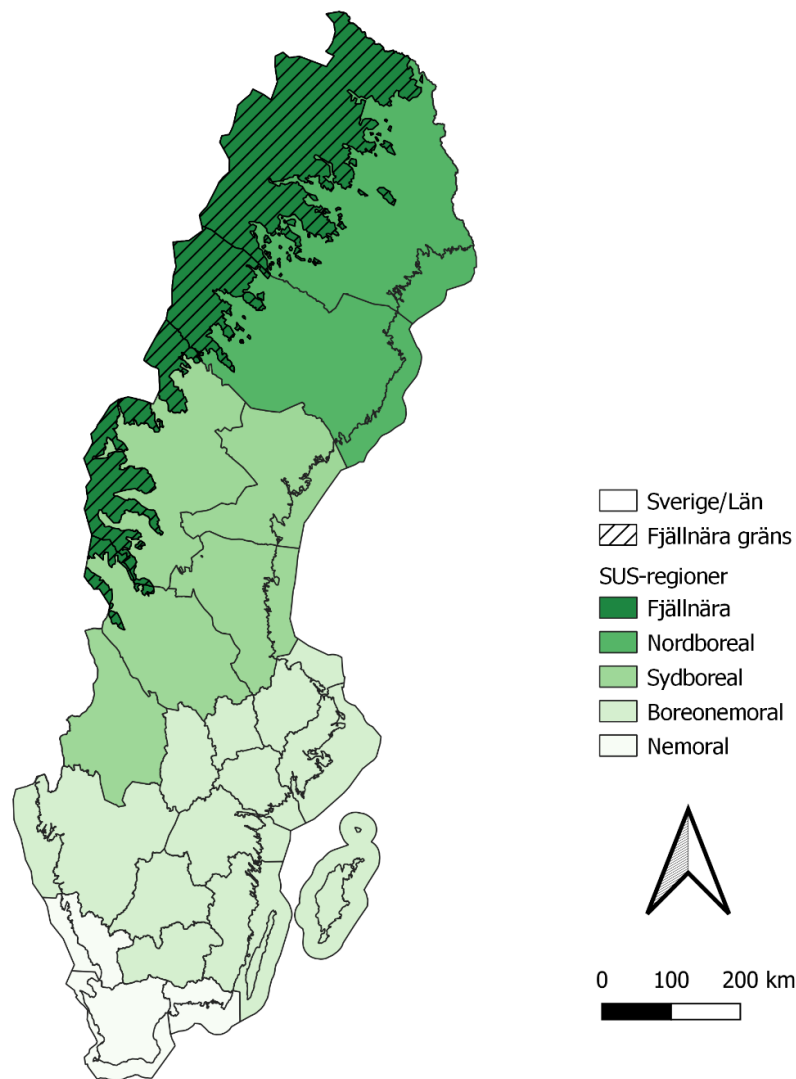 Sverige/Län
Fjällnära gräns
SUS-regioner
Fjällnära
Nordboreal
Sydboreal
Boreonemoral
Nemoral
0 100 200 km